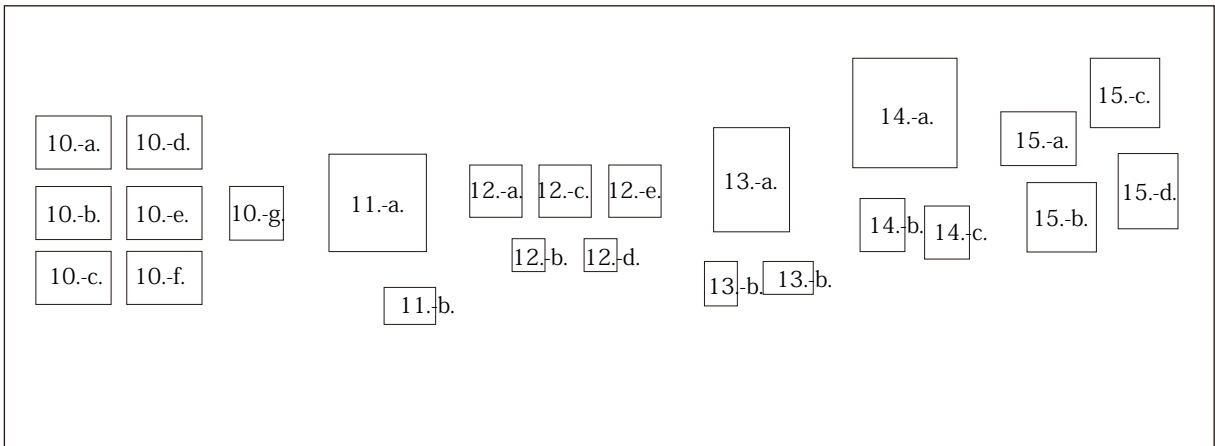 10.-a.
10.-d.
10.-b.
10.-e.
10.-g.
10.-c.
10.-f.
11.-a.
11.-b.
12.-a.
12.-c.
12.-e.
12.-b.
12.-d.
13.-a.
13.-b.
13.-b.
14.-a.
14.-b.
14.-c.
15.-a.
15.-c.
15.-b.
15.-d.